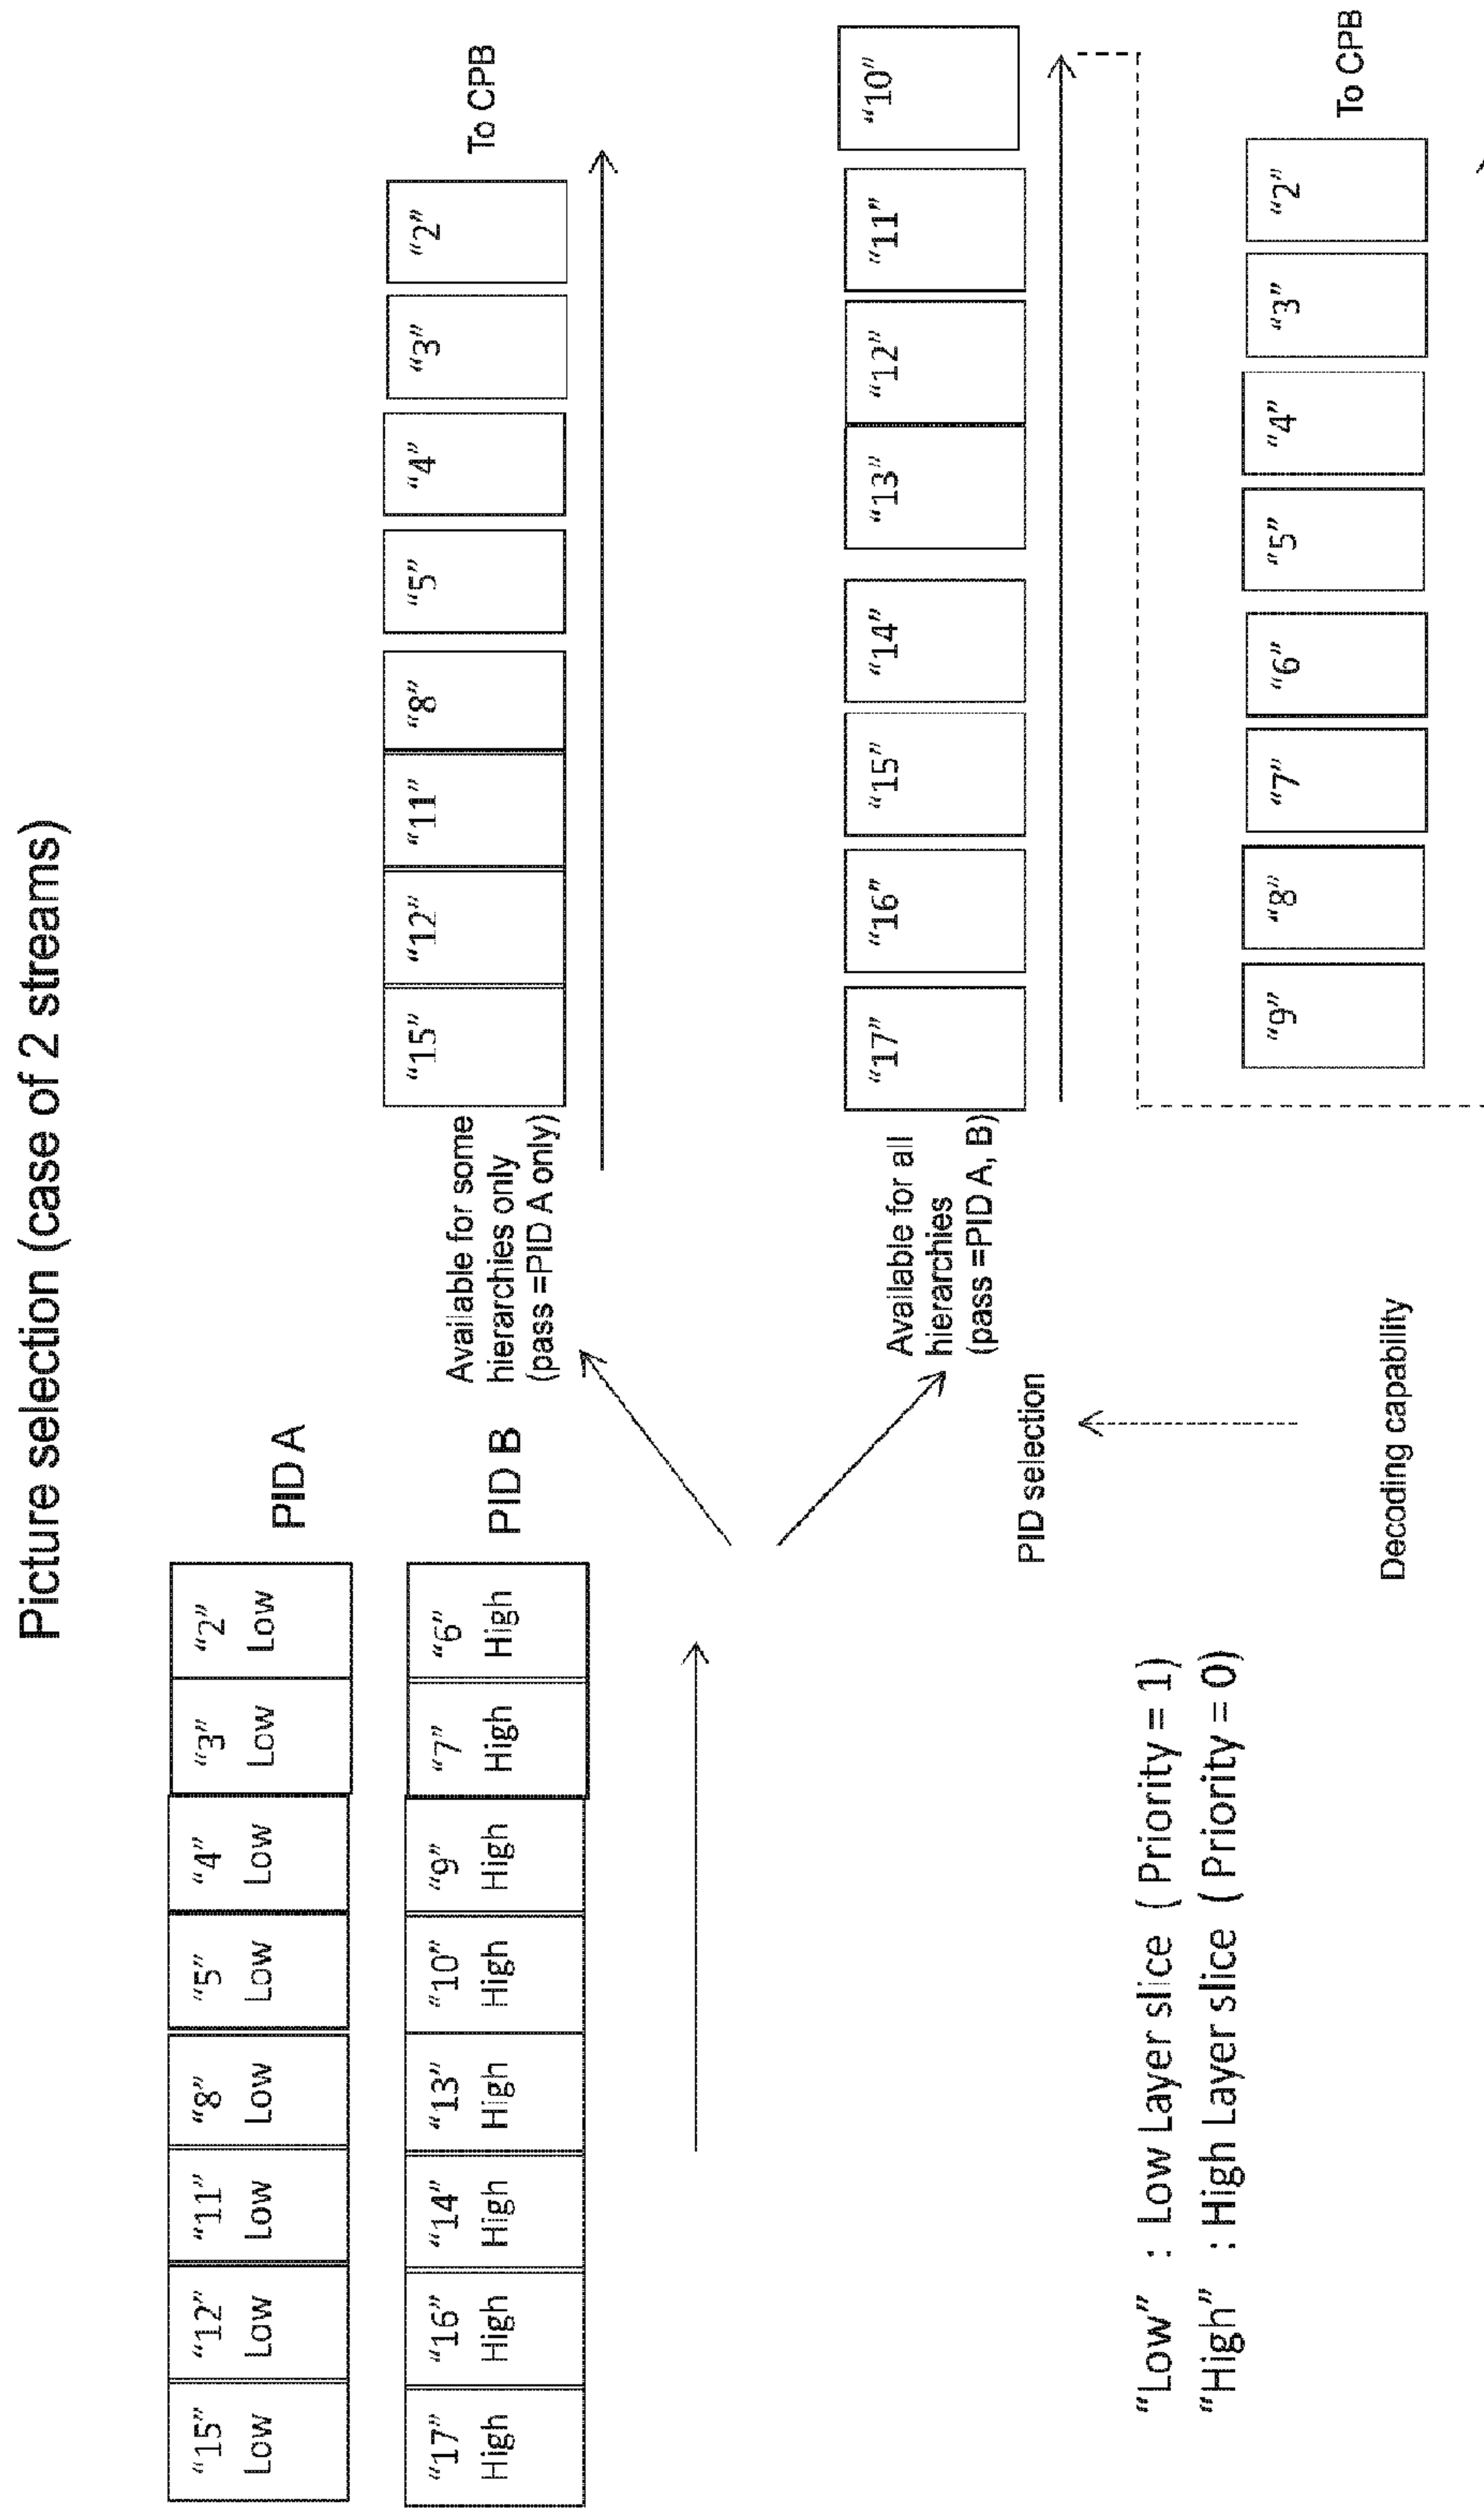 Picture selection (case of 2 streams)
“15” “12” “11” “8” “5” “4” “3” “2”
Low Low Low Low Low Low Low Low
PID A
“17” “16” “14” “13” “10” “9” “7” “6”
High High High High High High High High
PID B
Available for some
hierarchies only
(pass =PID A only)
“15” “12” “11” “8” “5” “4” “3” “2”
To CPB
Available for all
hierarchies
(pass =PID A, B)
“17” “16” “15” “14” “13” “12” “11” “10”
PID selection
“9” “8” “7” “6” “5” “4” “3” “2”
To CPB
Decoding capability
“Low” : Low Layer slice ( Priority = 1)
“High” : High Layer slice ( Priority = 0)